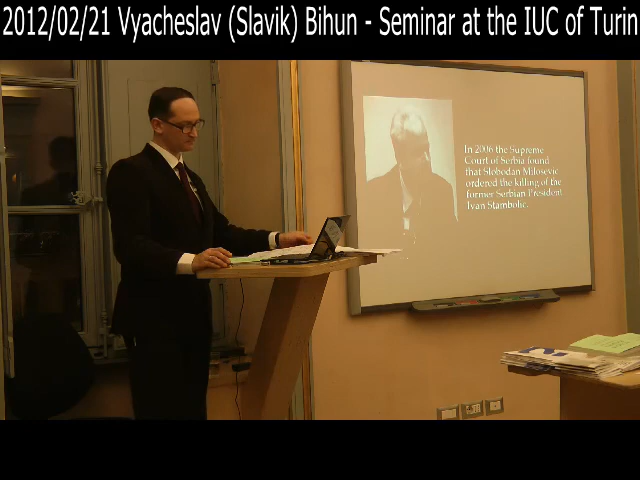 2012/02/21 Vyacheslav (Slavik) Bihun - Seminar at the IUC of Turin
In 2006 the Supreme
Court of Serbia found
that Slobodan Milosevic
ordered the killing of the
former Serbian President
Ivan Stambolic.